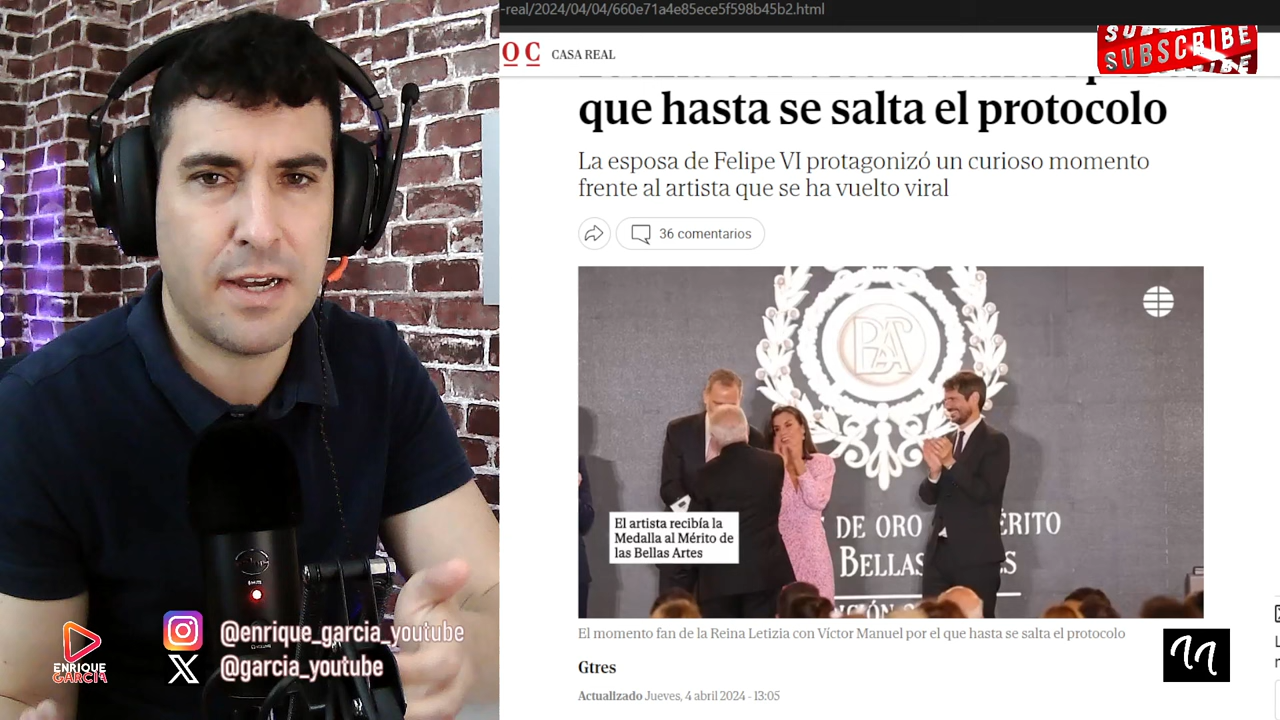 -real/2024/04/04/660e71a4e85ece5f598b45b2.html
OC CASA REAL
SUBSCRIBE
que hasta se salta el protocolo
La esposa de Felipe VI protagonizó un curioso momento
frente al artista que se ha vuelto viral
36 comentarios
El artista recibía la
Medalla al Mérito de
las Bellas Artes
DE ORO
BELLAS
El momento fan de la Reina Letizia con Víctor Manuel por el que hasta se salta el protocolo
Gtres
Actualizado Jueves, 4 abril 2024 - 13:05
ENRIQUE
GARCIA
@enrique_garcia_youtube
@garcia_youtube